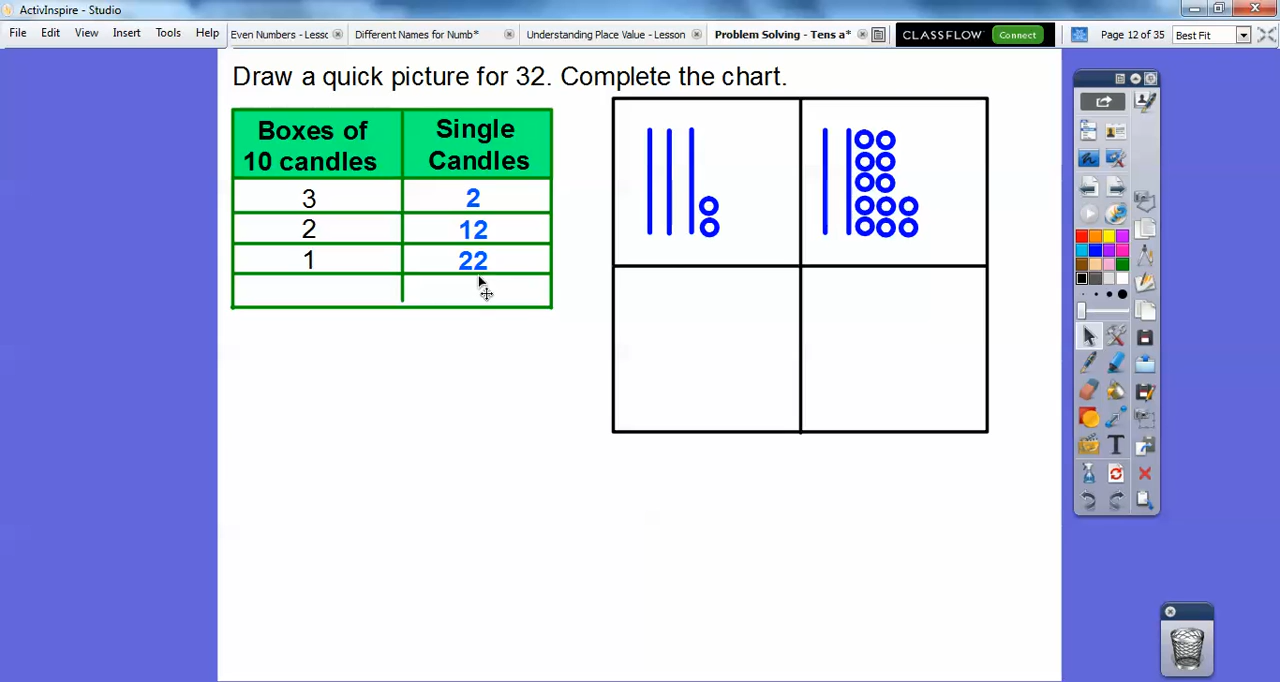 ActivInspire - Studio
File Edit View Insert Tools Help
Even Numbers - Lessc
Different Names for Numb*
Understanding Place Value - Lesson
Problem Solving - Tens a*
CLASSFLOW Connect
Page 12 of 35
Best Fit
Draw a quick picture for 32. Complete the chart.
Boxes of
10 candles
Single
Candles
3 2
2 12
1 22